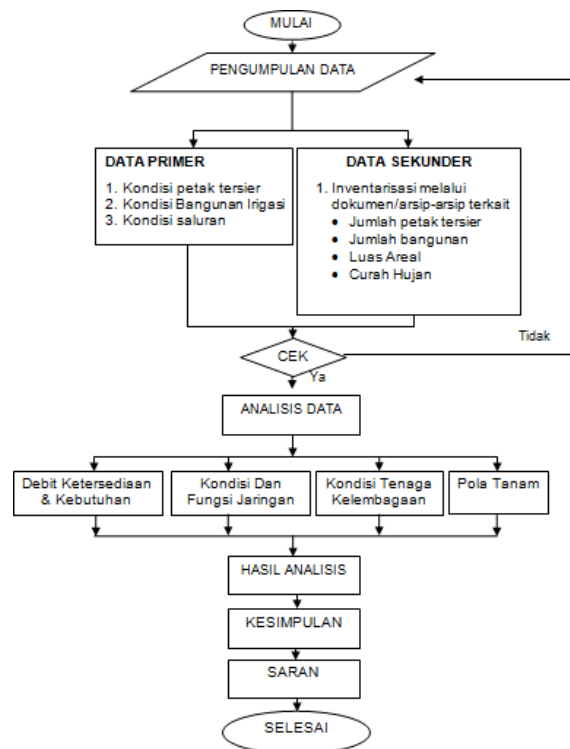 MULAI
PENGUMPULAN DATA
DATA PRIMER
1. Kondisi petak tersier
2. Kondisi Bangunan Irigasi
3. Kondisi saluran
DATA SEKUNDER
1. Inventarisasi melalui
dokumen/arsip-arsip terkait
• Jumlah petak tersier
• Jumlah bangunan
• Luas Areal
• Curah Hujan
Tidak
CEK
Ya
ANALISIS DATA
Debit Ketersediaan
& Kebutuhan
Kondisi Dan
Fungsi Jaringan
Kondisi Tenaga
Kelembagaan
Pola Tanam
HASIL ANALISIS
KESIMPULAN
SARAN
SELESAI